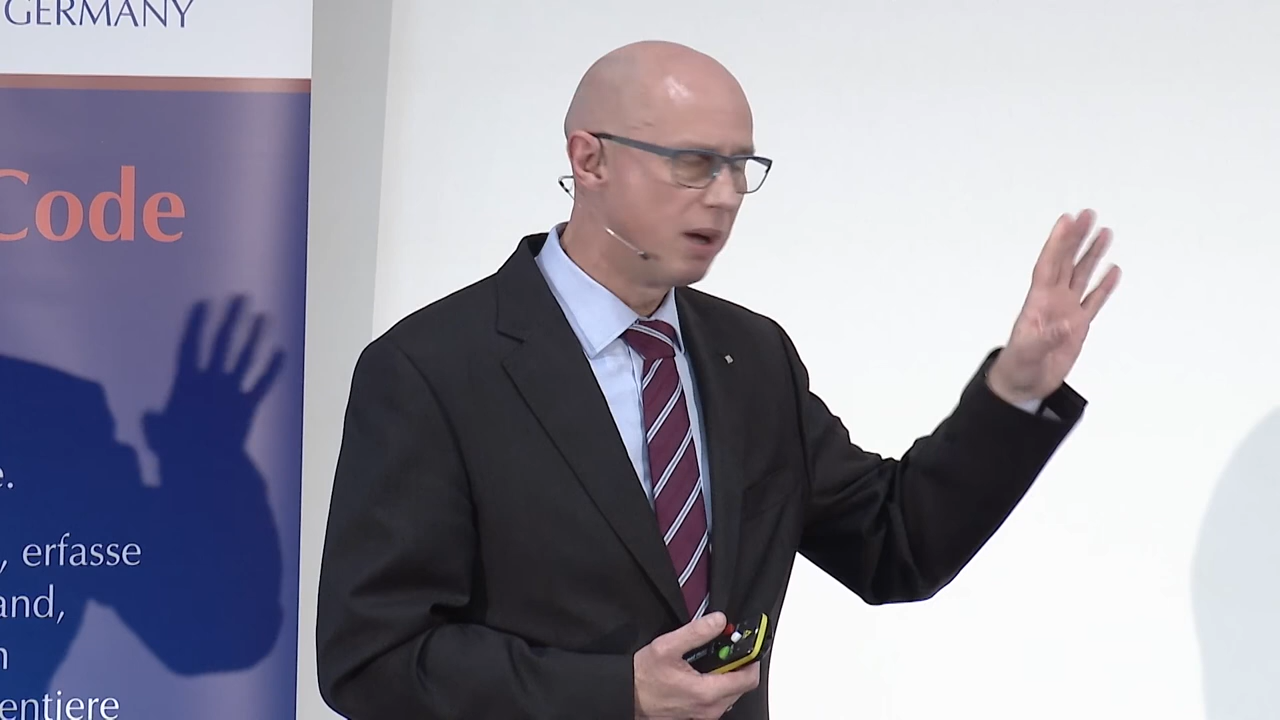 GERMANY
Code
e.
, erfasse
and,
n
entiere